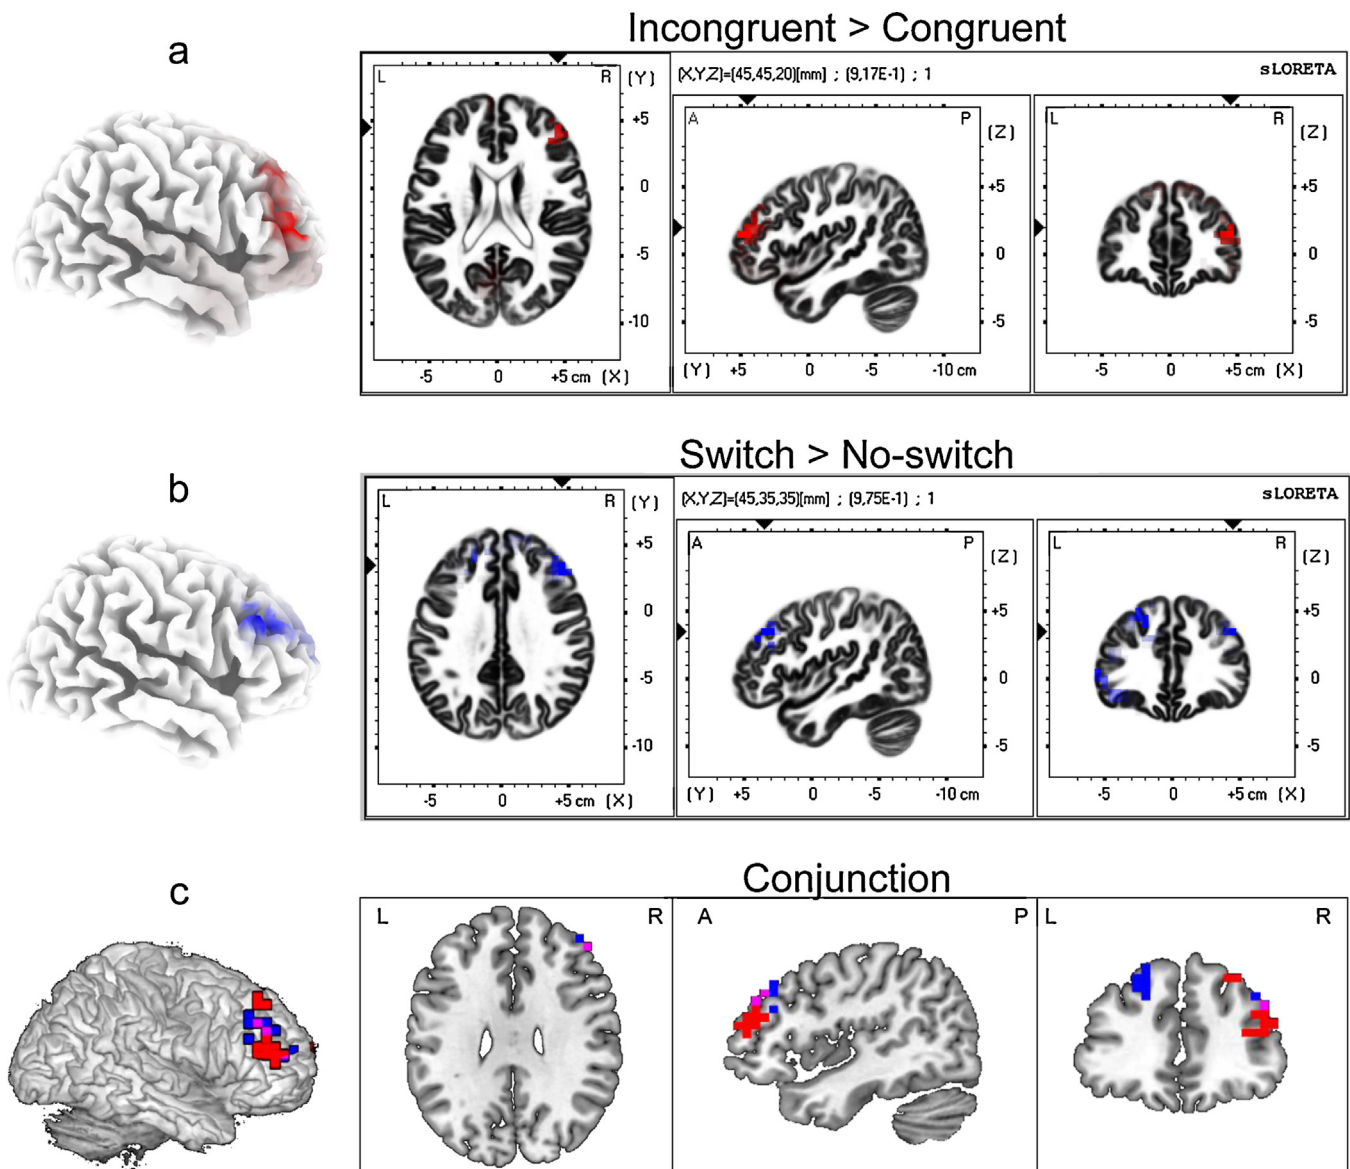 Incongruent > Congruent
a
L R (Y)
+5
0
-5
-10
-5 0 +5 cm (X)
(X,Y,Z)=(45,45,20)[mm] ; (9,17E-1) ; 1
sLORETA
A P (Z)
+5
0
-5
(Y) +5 0 -5 -10 cm
L R (Z)
+5
0
-5
-5 0 +5 cm (X)
Switch > No-switch
b
L R (Y)
+5
0
-5
-10
-5 0 +5 cm (X)
(X,Y,Z)=(45,35,35)[mm] ; (9,75E-1) ; 1
sLORETA
A P (Z)
+5
0
-5
(Y) +5 0 -5 -10 cm
L R (Z)
+5
0
-5
-5 0 +5 cm (X)
Conjunction
c
L R
A P
L R